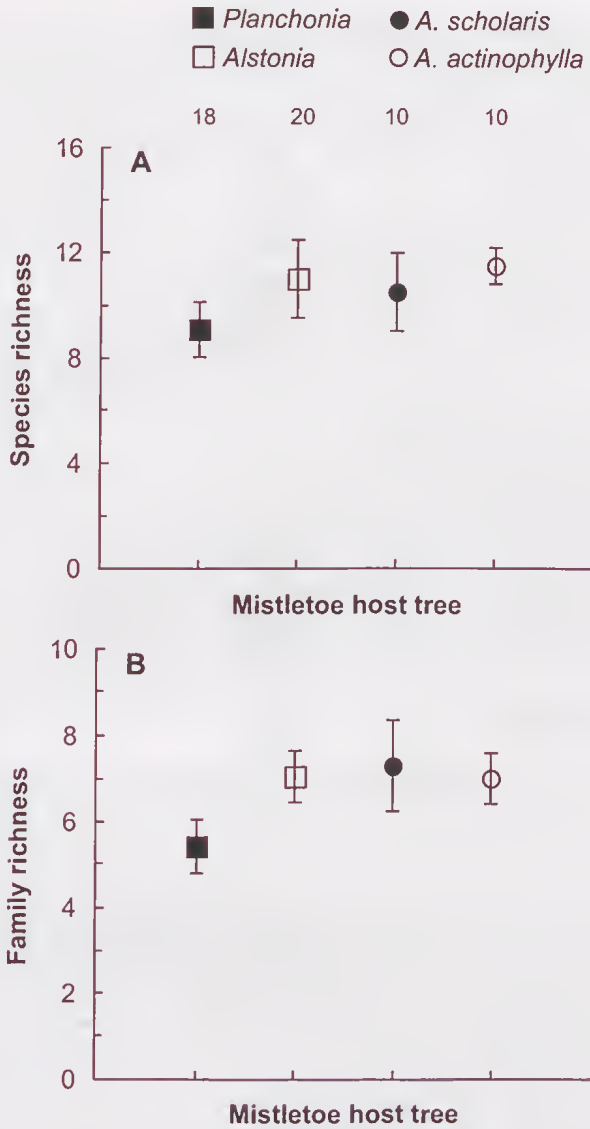 Planchonia A. scholaris
Alstonia A. actinophylla
18 20 10 10
A
16
12
8
4
0
Species richness
Mistletoe host tree
B
10
8
6
4
2
0
Family richness
Mistletoe host tree